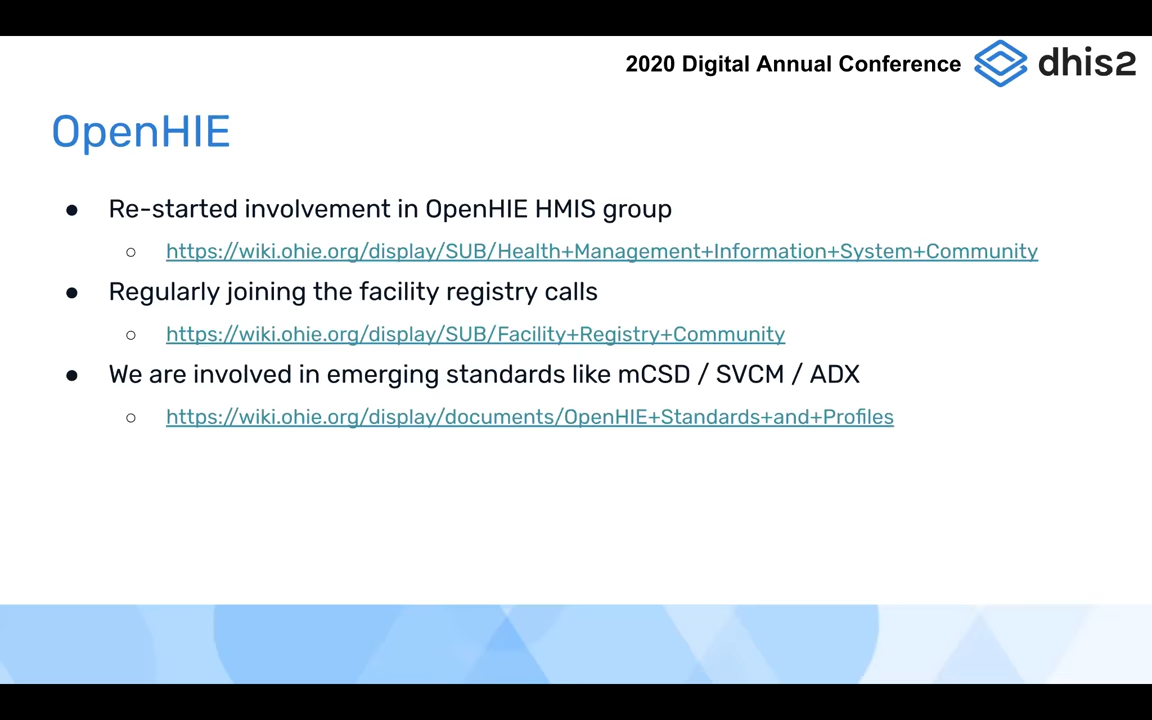 2020 Digital Annual Conference dhis2
OpenHIE
● Re-started involvement in OpenHIE HMIS group
○ https://wiki.ohie.org/display/SUB/Health+Management+Information+System+Community
● Regularly joining the facility registry calls
○ https://wiki.ohie.org/display/SUB/Facility+Registry+Community
● We are involved in emerging standards like mCSD / SVCM / ADX
○ https://wiki.ohie.org/display/documents/OpenHIE+Standards+and+Profiles